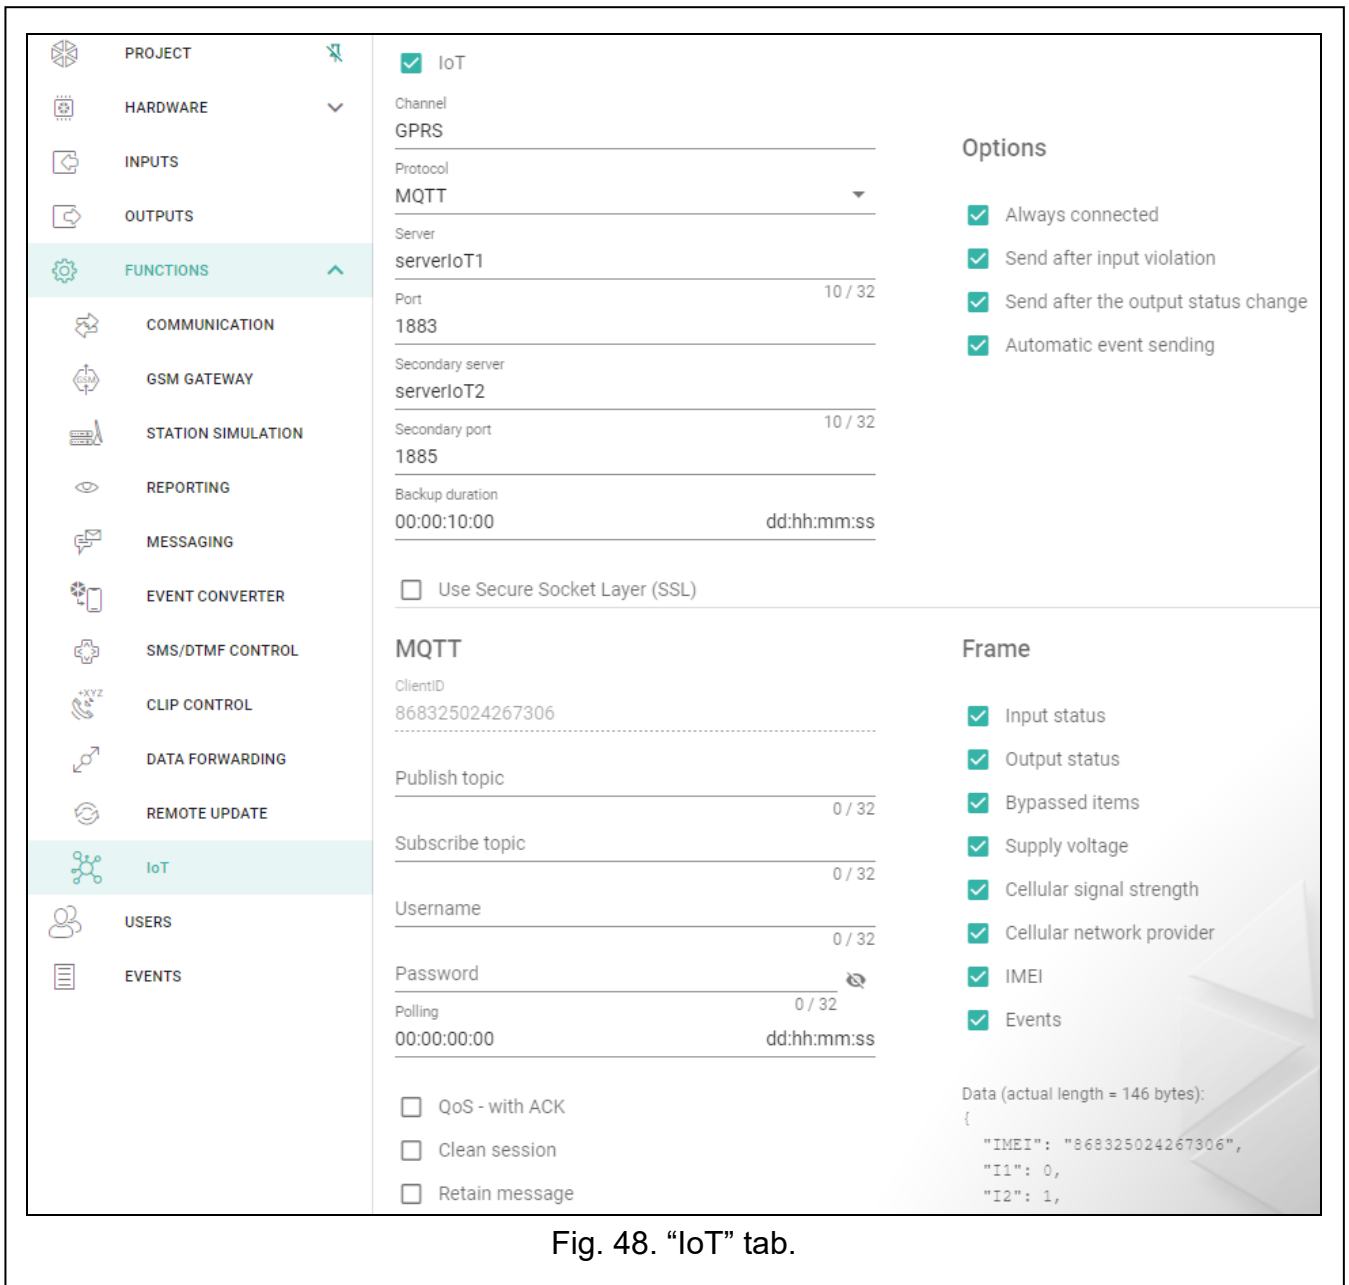 PROJECT
HARDWARE
INPUTS
OUTPUTS
FUNCTIONS
COMMUNICATION
GSM
GSM GATEWAY
STATION SIMULATION
REPORTING
MESSAGING
EVENT CONVERTER
SMS/DTMF CONTROL
+XYZ
CLIP CONTROL
DATA FORWARDING
REMOTE UPDATE
IoT
USERS
EVENTS
IoT
Channel
GPRS
Protocol
MQTT
Server
serverIoT1
10 / 32
Port
1883
Secondary server
serverIoT2
10 / 32
Secondary port
1885
Backup duration
00:00:10:00 dd:hh:mm:ss
Use Secure Socket Layer (SSL)
Options
Always connected
Send after input violation
Send after the output status change
Automatic event sending
MQTT
ClientID
868325024267306
Publish topic
0 / 32
Subscribe topic
0 / 32
Username
0 / 32
Password
0 / 32
Polling
00:00:00:00 dd:hh:mm:ss
QoS - with ACK
Clean session
Retain message
Frame
Input status
Output status
Bypassed items
Supply voltage
Cellular signal strength
Cellular network provider
IMEI
Events
Data (actual length = 146 bytes):
{
"IMEI": "868325024267306",
"I1": 0,
"I2": 1,
Fig. 48. “IoT” tab.